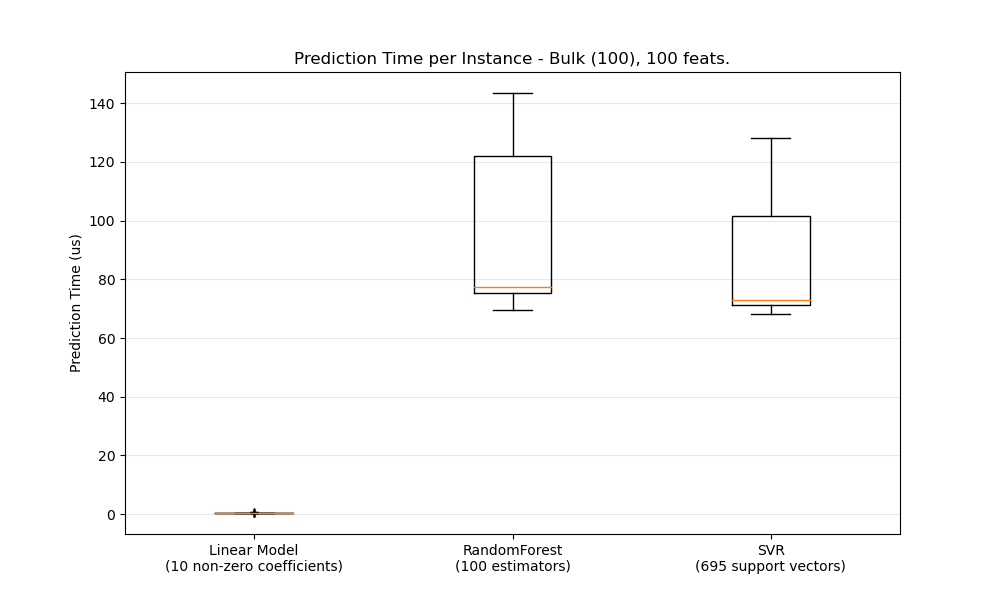 Prediction Time per Instance - Bulk (100), 100 feats.
Prediction Time (us)
140
120
100
80
60
40
20
0
Linear Model
(10 non-zero coefficients)
RandomForest
(100 estimators)
SVR
(695 support vectors)